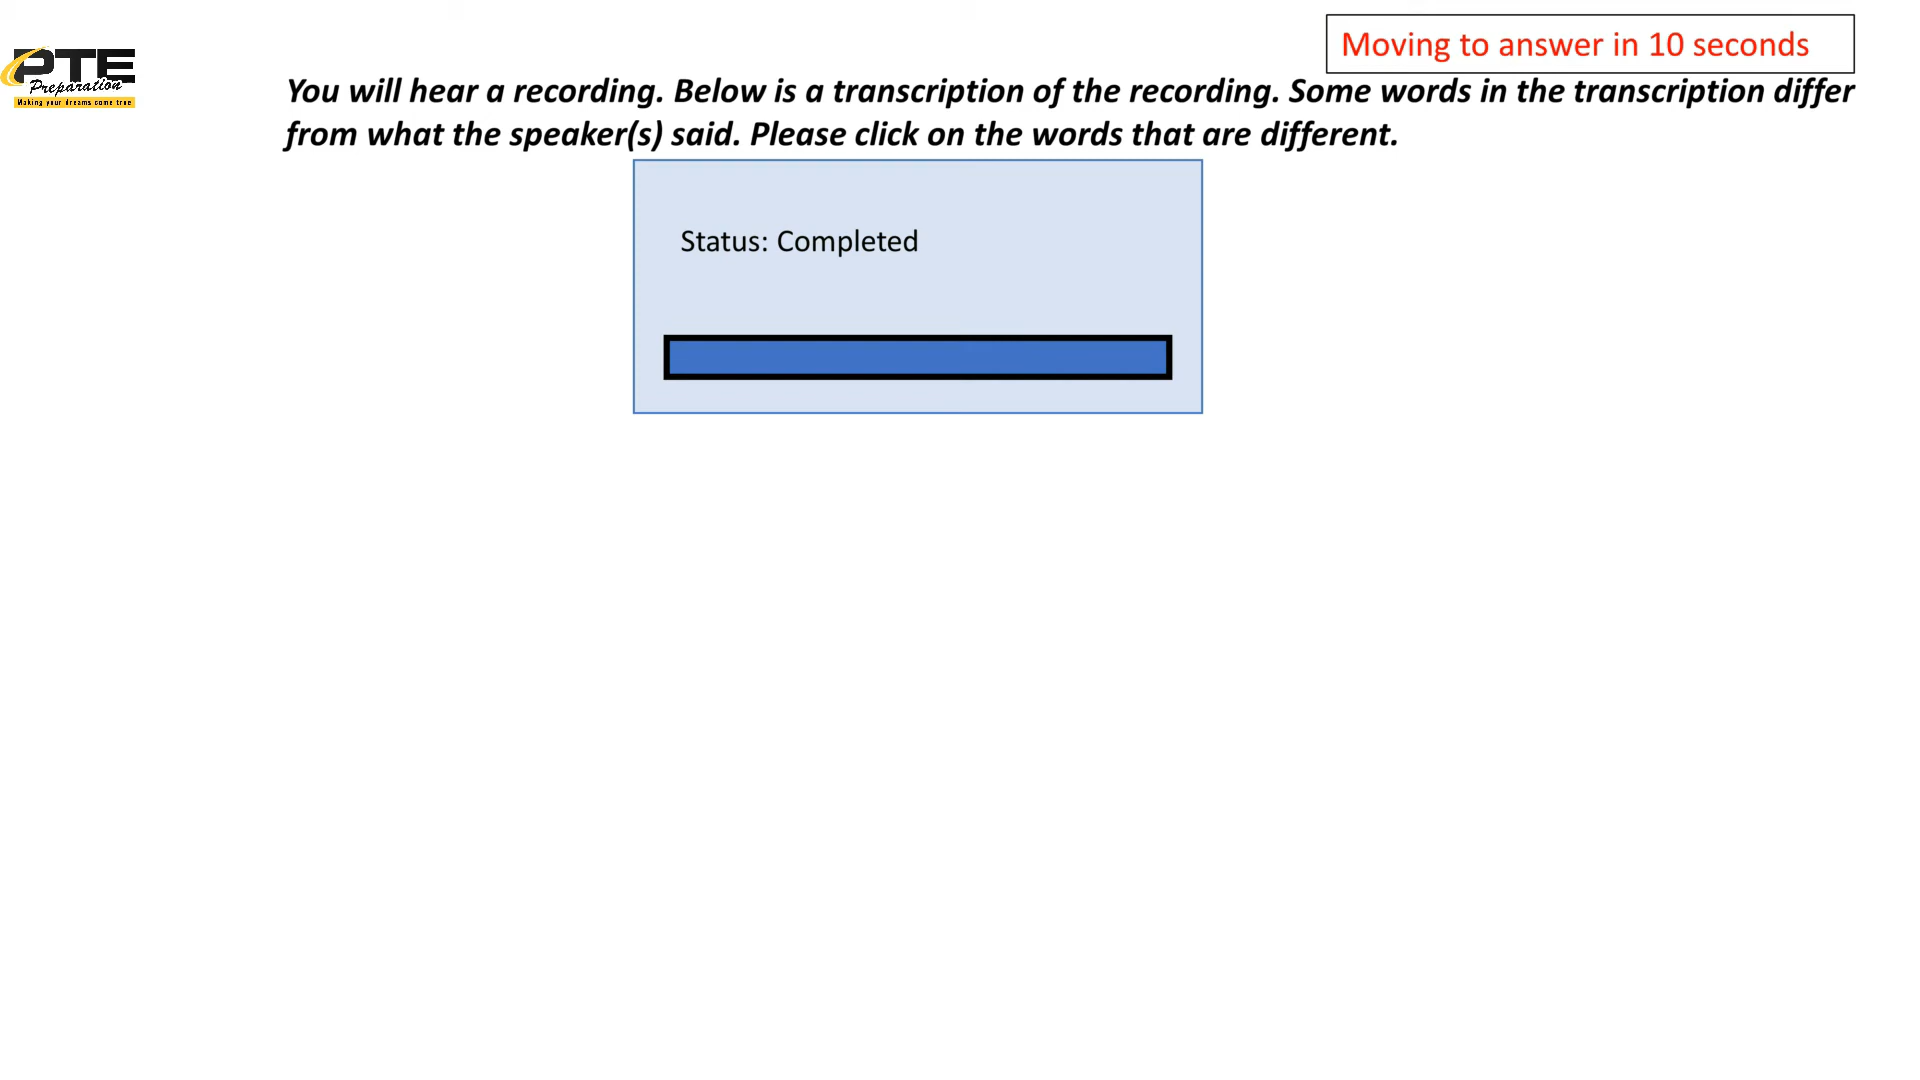 Moving to answer in 10 seconds
PTE
Preparation
Making your dreams come true
You will hear a recording. Below is a transcription of the recording. Some words in the transcription differ
from what the speaker(s) said. Please click on the words that are different.
Status: Completed